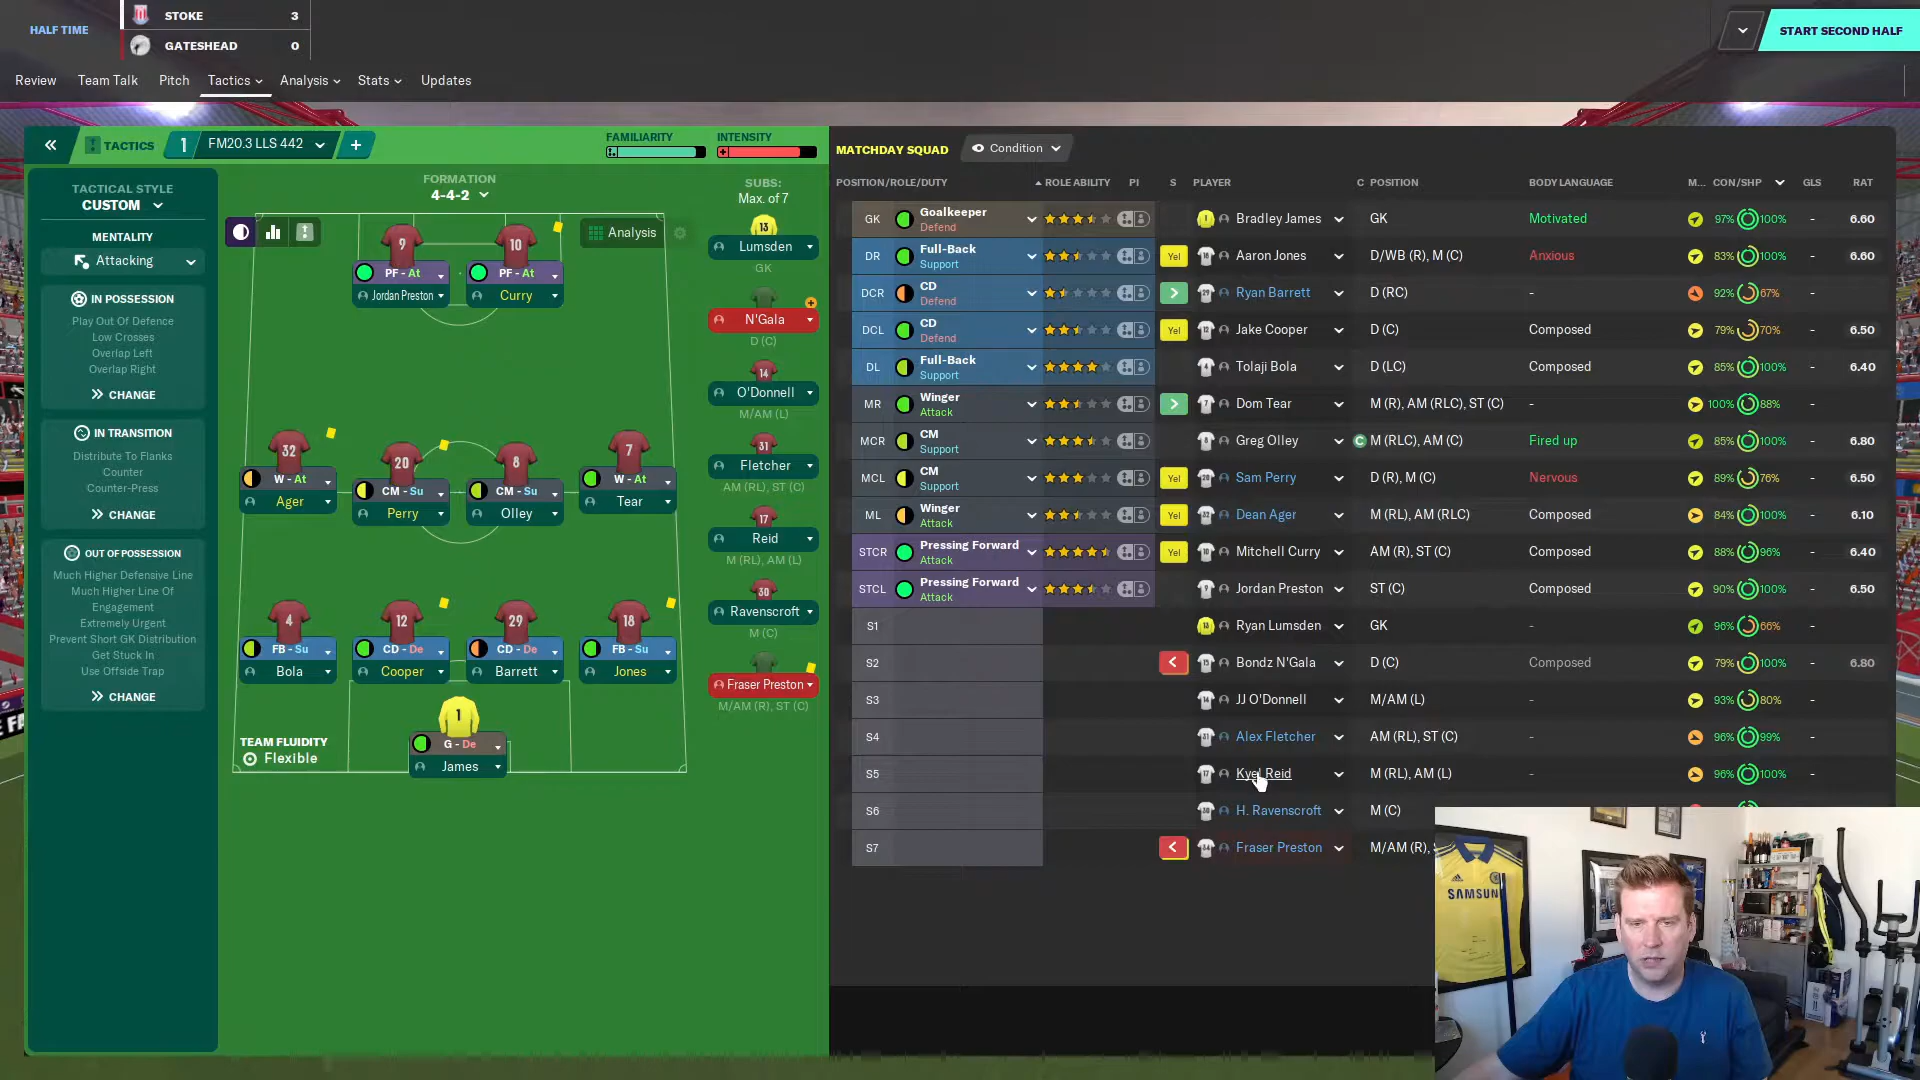 HALF TIME
STOKE 3
GATESHEAD 0
START SECOND HALF
Review Team Talk Pitch Tactics Analysis Stats Updates
TACTICS 1 FM20.3 LLS 442 +
FAMILIARITY
INTENSITY
TACTICAL STYLE
CUSTOM
MENTALITY
Attacking
IN POSSESSION
Play Out Of Defence
Low Crosses
Overlap Left
Overlap Right
CHANGE
IN TRANSITION
Distribute To Flanks
Counter
Counter-Press
CHANGE
OUT OF POSSESSION
Much Higher Defensive Line
Much Higher Line Of
Engagement
Extremely Urgent
Prevent Short GK Distribution
Get Stuck In
Use Offside Trap
CHANGE
FORMATION
4-4-2
Analysis
9 10
PF - At PF - At
Jordan Preston Curry
32 20 8 7
W - At CM - Su CM - Su W - At
Ager Perry Olley Tear
4 12 29 18
FB - Su CD - De CD - De FB - Su
Bola Cooper Barrett Jones
1
G - De
James
TEAM FLUIDITY
Flexible
SUBS:
Max. of 7
13
Lumsden
GK
N'Gala
D (C)
14
O'Donnell
M/AM (L)
31
Fletcher
AM (RL), ST (C)
17
Reid
M (RL), AM (L)
30
Ravenscroft
M (C)
Fraser Preston
M/AM (R), ST (C)
MATCHDAY SQUAD Condition
POSITION/ROLE/DUTY ROLE ABILITY PI S PLAYER C POSITION BODY LANGUAGE M... CON/SHP GLS RAT
GK Goalkeeper Defend Bradley James GK Motivated 97% 100% - 6.60
DR Full-Back Support Yel Aaron Jones D/WB (R), M (C) Anxious 83% 100% - 6.60
DCR CD Defend Ryan Barrett D (RC) - 92% 67% -
DCL CD Defend Yel Jake Cooper D (C) Composed 79% 70% - 6.50
DL Full-Back Support Tolaji Bola D (LC) Composed 85% 100% - 6.40
MR Winger Attack Dom Tear M (R), AM (RLC), ST (C) - 100% 88% -
MCR CM Support Greg Olley C M (RLC), AM (C) Fired up 85% 100% - 6.80
MCL CM Support Yel Sam Perry D (R), M (C) Nervous 89% 76% - 6.50
ML Winger Attack Yel Dean Ager M (RL), AM (RLC) Composed 84% 100% - 6.10
STCR Pressing Forward Attack Yel Mitchell Curry AM (R), ST (C) Composed 88% 96% - 6.40
STCL Pressing Forward Attack Jordan Preston ST (C) Composed 90% 100% - 6.50
S1 Ryan Lumsden GK - 96% 66% -
S2 Bondz N'Gala D (C) Composed 79% 100% - 6.80
S3 JJ O'Donnell M/AM (L) - 93% 80% -
S4 Alex Fletcher AM (RL), ST (C) - 96% 99% -
S5 Kyel Reid M (RL), AM (L) - 96% 100% -
S6 H. Ravenscroft M (C)
S7 Fraser Preston M/AM (R),
SAMSUNG